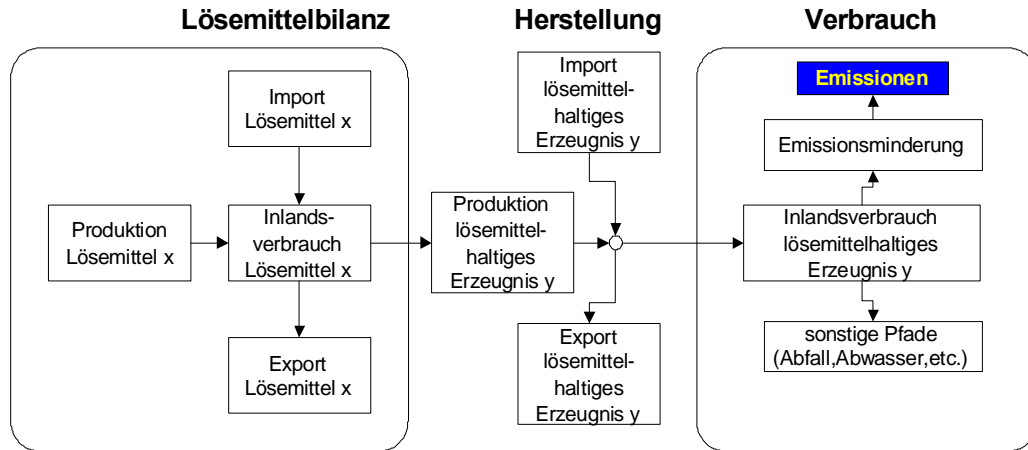 Lösemittelbilanz
Herstellung
Verbrauch
Import
Lösemittel x
Produktion
Lösemittel x
Inlands-
verbrauch
Lösemittel x
Export
Lösemittel x
Import
lösemittel-
haltiges
Erzeugnis y
Produktion
lösemittel-
haltiges
Erzeugnis y
Export
lösemittel-
haltiges
Erzeugnis y
Emissionen
Emissionsminderung
Inlandsverbrauch
lösemittelhaltiges
Erzeugnis y
sonstige Pfade
(Abfall,Abwasser,etc.)